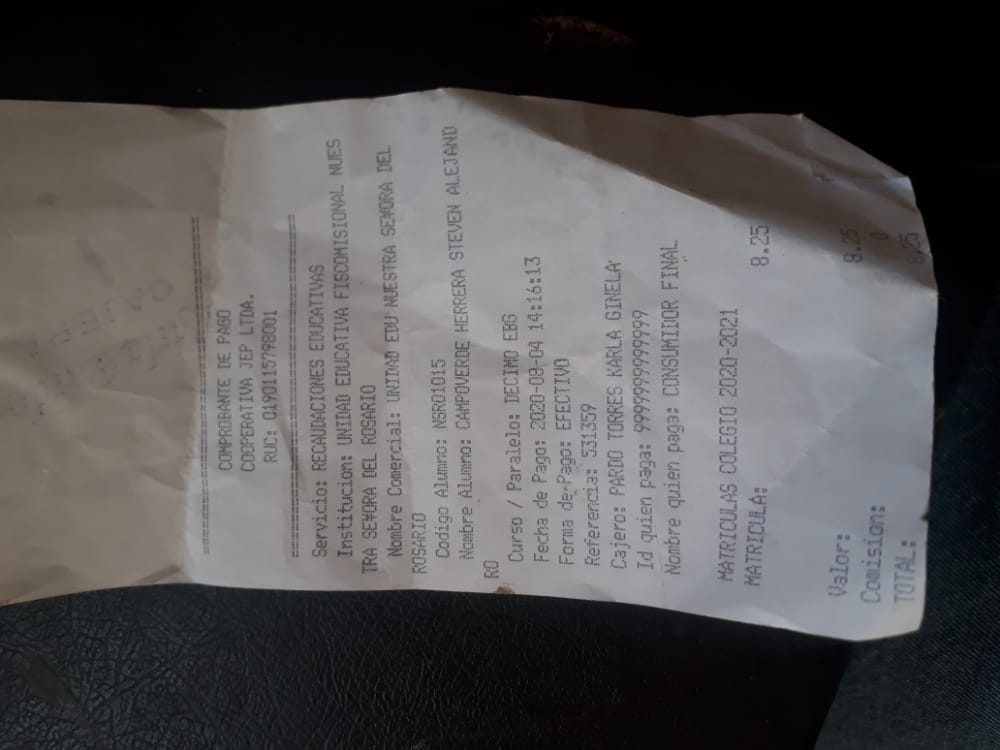 COMPROBANTE DE PAGO
COOPERATIVA JEP LTDA.
RUC: 0190115798001
Servicio: RECAUDACIONES EDUCATIVAS
Institucion: UNIDAD EDUCATIVA FISCOMISIONAL NUES
TRA SE¥ORA DEL ROSARIO
Nombre Comercial: UNIDAD EDU NUESTRA SE¥ORA DEL
ROSARIO
Codigo Alumno: NSR01015
Nombre Alumno: CAMPOVERDE HERRERA STEVEN ALEJAND
RO
Curso / Paralelo: DECIMO EBG
Fecha de Pago: 2020-08-04 14:16:13
Forma de Pago: EFECTIVO
Referencia: 531359
Cajero: PARDO TORRES KARLA GINELA
Id quien paga: 9999999999999
Nombre quien paga: CONSUMIDOR FINAL
MATRICULAS COLEGIO 2020-2021
MATRICULA: 8.25
Valor: 8.25
Comision: 0
TOTAL: 8.25